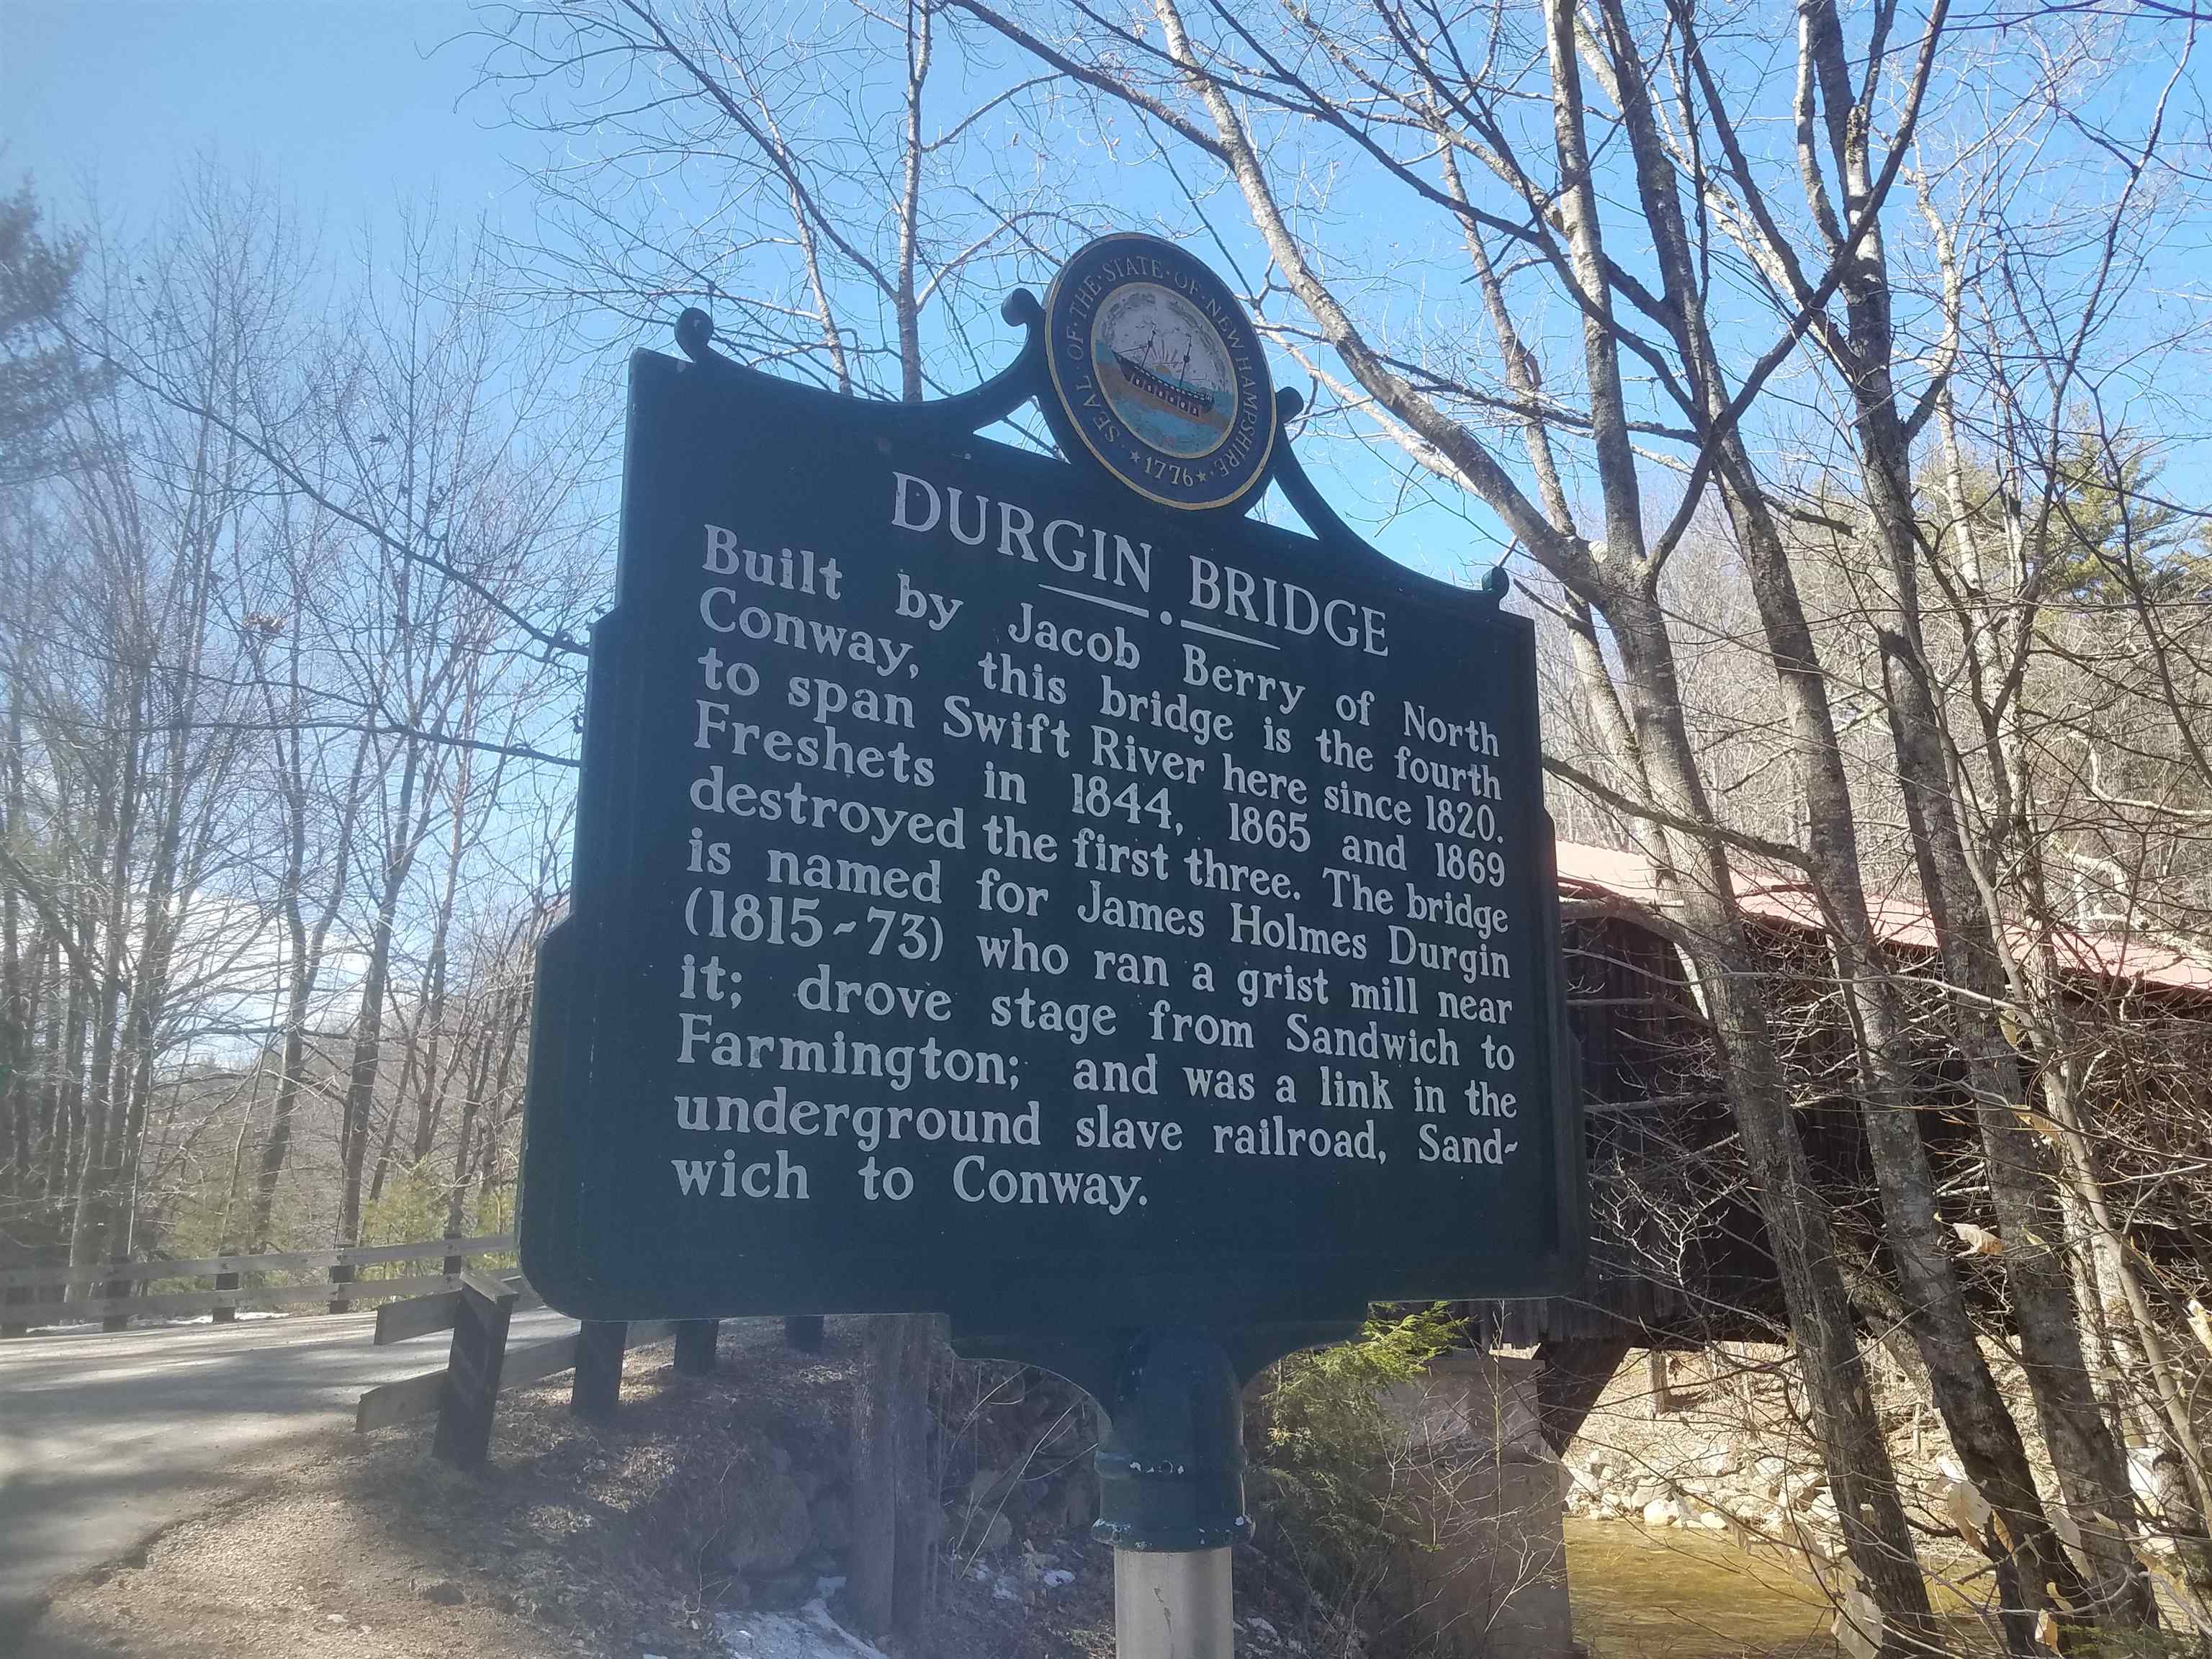 SEAL · OF · THE · STATE · OF · NEW HAMPSHIRE ·
★ 1776 ★
DURGIN BRIDGE
Built by Jacob Berry of North
Conway, this bridge is the fourth
to span Swift River here since 1820.
Freshets in 1844, 1865 and 1869
destroyed the first three. The bridge
is named for James Holmes Durgin
(1815-73) who ran a grist mill near
it; drove stage from Sandwich to
Farmington; and was a link in the
underground slave railroad, Sand-
wich to Conway.